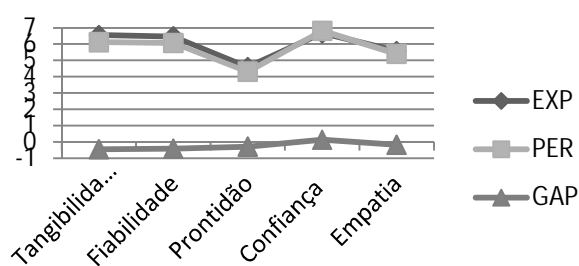 7
6
5
4
3
2
1
0
-1
Tangibilida...
Fiabilidade
Prontidão
Confiança
Empatia
EXP
PER
GAP